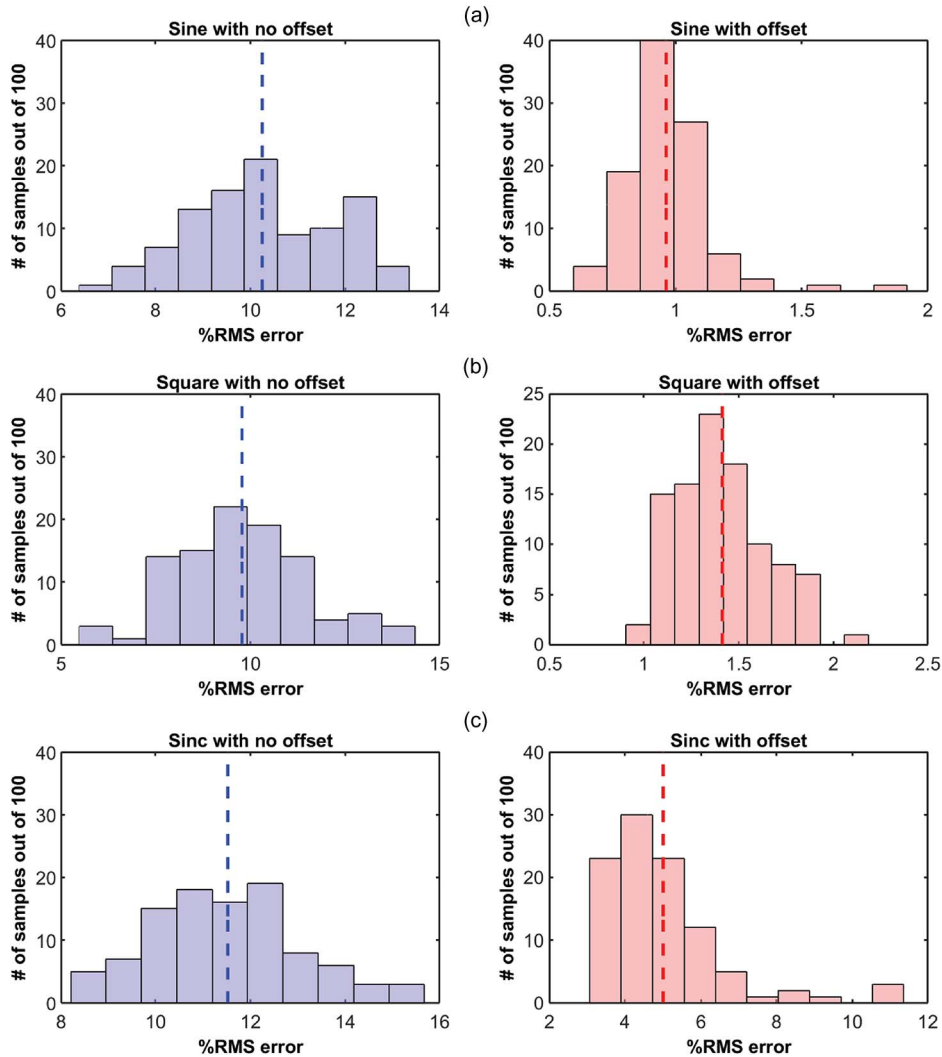 (a)
Sine with no offset
# of samples out of 100
40
30
20
10
0
6
8
10
12
14
%RMS error
Sine with offset
# of samples out of 100
40
30
20
10
0
0.5
1
1.5
2
%RMS error
(b)
Square with no offset
# of samples out of 100
40
30
20
10
0
5
10
15
%RMS error
Square with offset
# of samples out of 100
25
20
15
10
5
0
0.5
1
1.5
2
2.5
%RMS error
(c)
Sinc with no offset
# of samples out of 100
40
30
20
10
0
8
10
12
14
16
%RMS error
Sinc with offset
# of samples out of 100
40
30
20
10
0
2
4
6
8
10
12
%RMS error